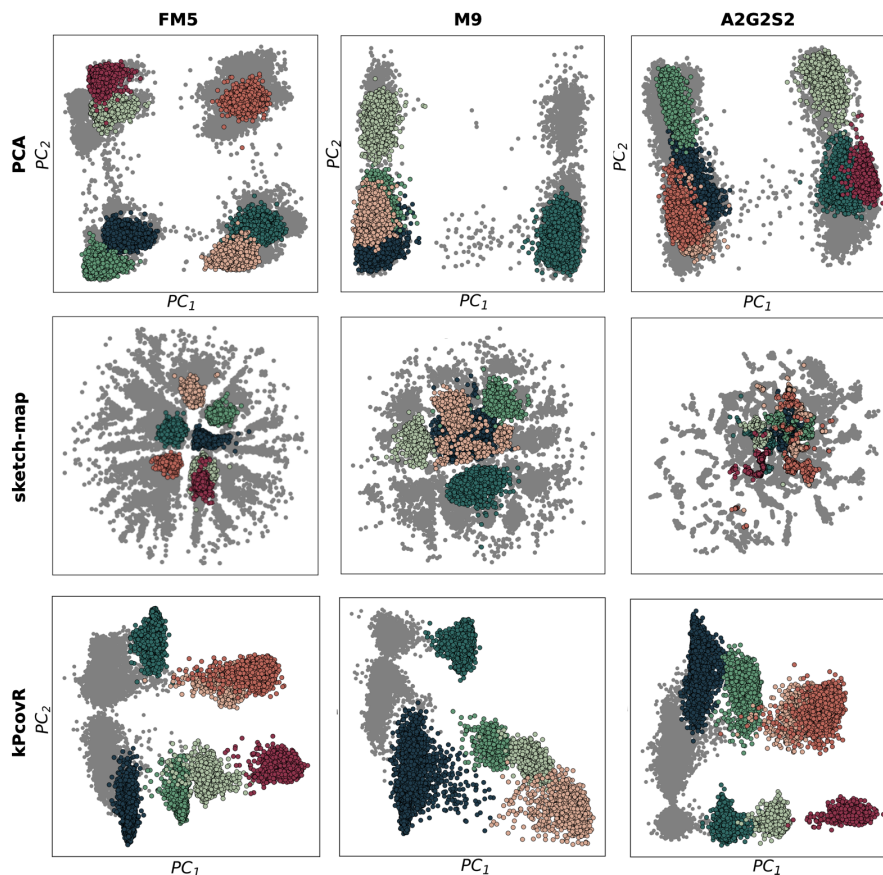 FM5 M9 A2G2S2
PCA
PC2 PC2 PC2
PC1 PC1 PC1
sketch-map
kPcovR
PC2
PC1 PC1 PC1